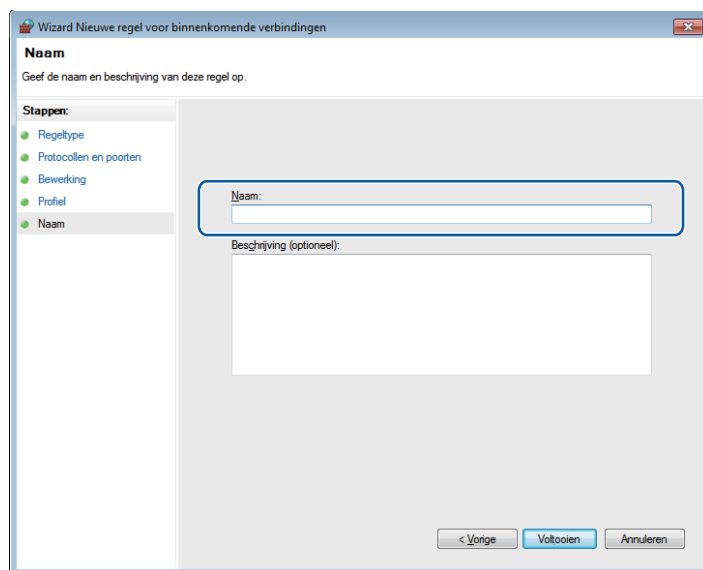 Wizard Nieuwe regel voor binnenkomende verbindingen
Naam
Geef de naam en beschrijving van deze regel op.
Stappen:
Regeltype
Protocollen en poorten
Bewerking
Profiel
Naam
Naam:
Beschrijving (optioneel):
< Vorige
Voltooien
Annuleren